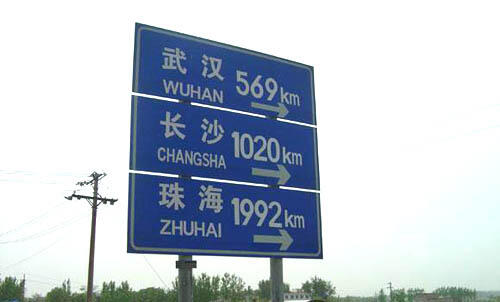 武汉 569km
WUHAN
长沙 1020km
CHANGSHA
珠海 1992km
ZHUHAI